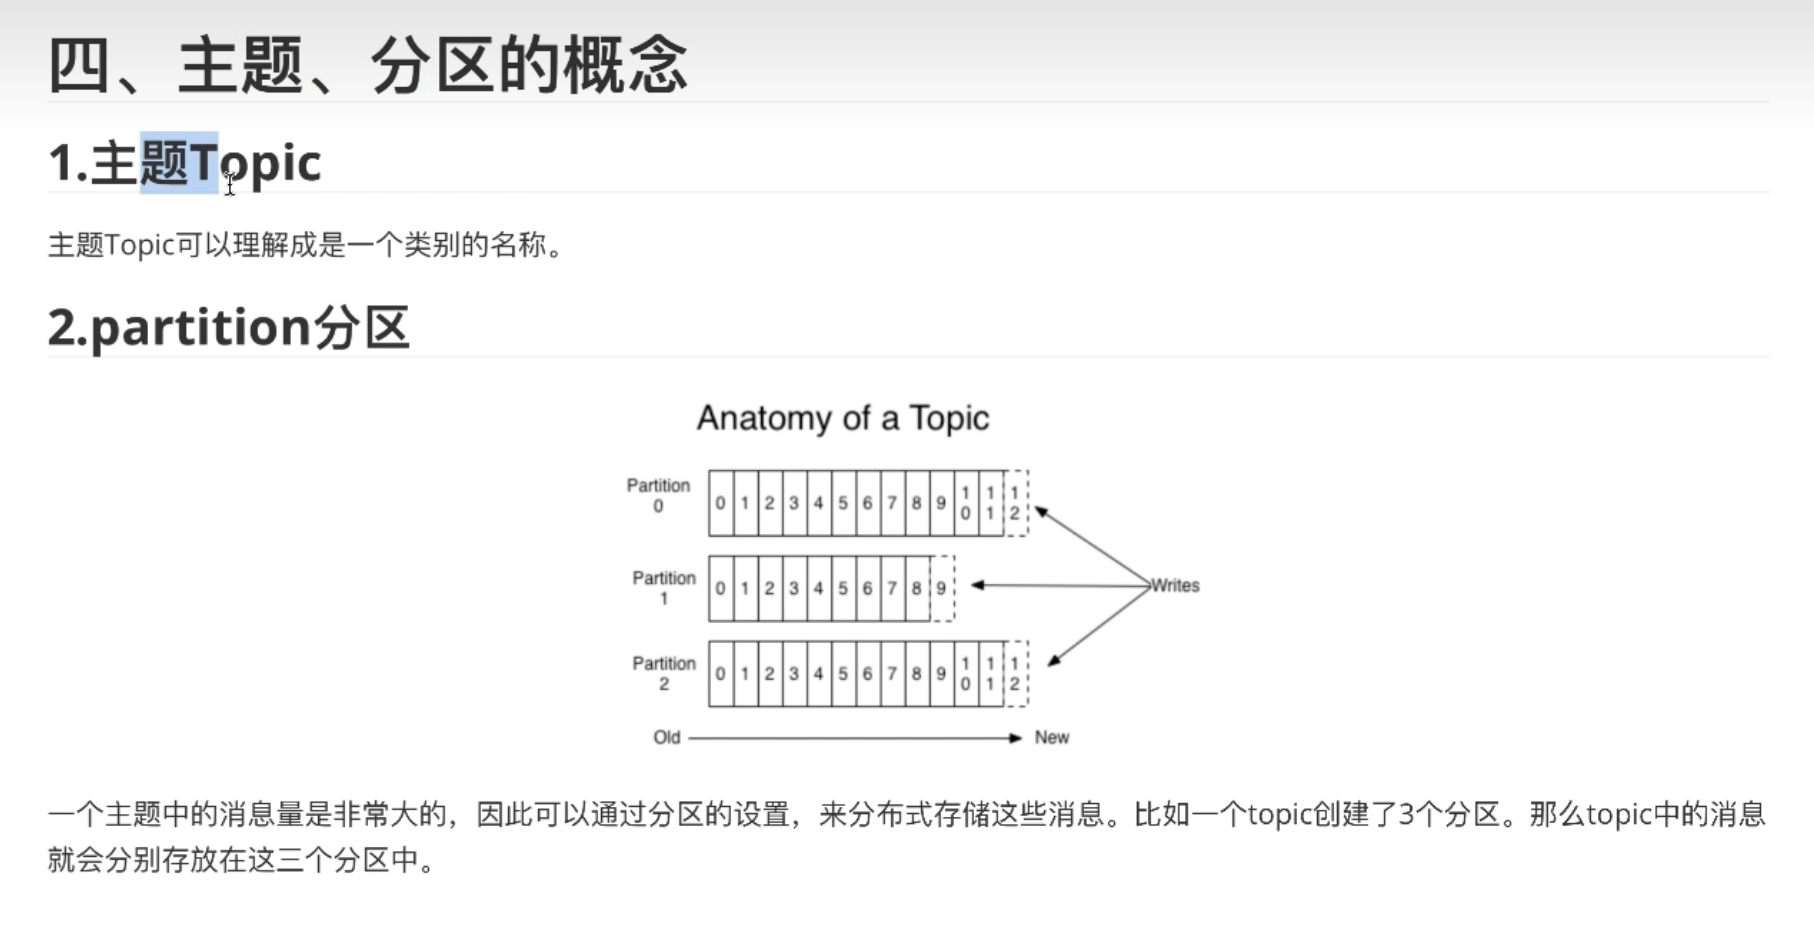 四、主题、分区的概念
1.主题Topic
主题Topic可以理解成是一个类别的名称。
2.partition分区
Anatomy of a Topic
Partition 0 0 1 2 3 4 5 6 7 8 9 10 11 12
Partition 1 0 1 2 3 4 5 6 7 8 9
Writes
Partition 2 0 1 2 3 4 5 6 7 8 9 10 11 12
Old New
一个主题中的消息量是非常大的，因此可以通过分区的设置，来分布式存储这些消息。比如一个topic创建了3个分区。那么topic中的消息
就会分别存放在这三个分区中。